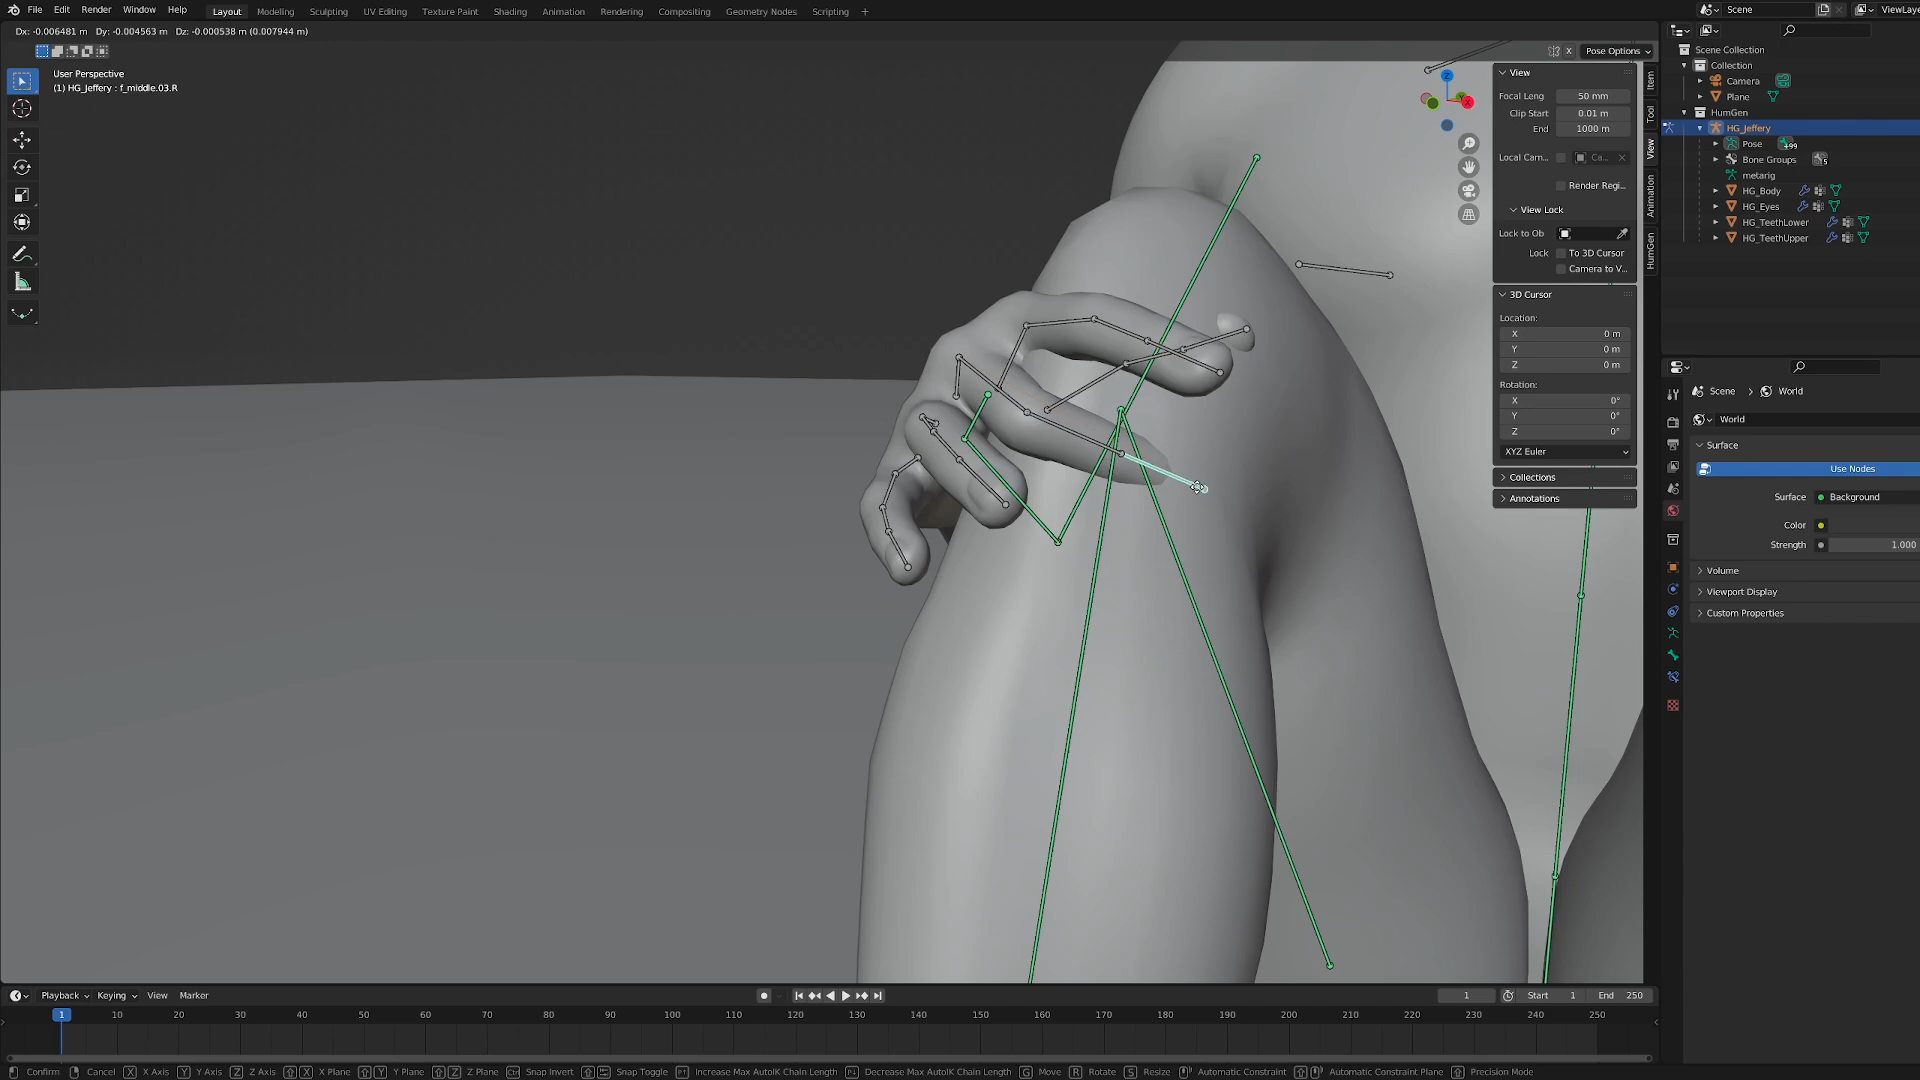 File Edit Render Window Help Layout Modeling Sculpting UV Editing Texture Paint Shading Animation Rendering Compositing Geometry Nodes Scripting + Scene ViewLaye
Dx: -0.006481 m Dy: -0.004563 m Dz: -0.000538 m (0.007944 m)
X Pose Options
User Perspective
(1) HG_Jeffery : f_middle.03.R
Z
Y
X
View
Focal Leng 50 mm
Clip Start 0.01 m
End 1000 m
Local Cam... Ca...
Render Regi...
View Lock
Lock to Ob
Lock To 3D Cursor
Camera to V...
3D Cursor
Location:
X 0 m
Y 0 m
Z 0 m
Rotation:
X 0°
Y 0°
Z 0°
XYZ Euler
Collections
Annotations
Item
Tool
View
Animation
HumGen
Scene Collection
Collection
Camera
Plane
HumGen
HG_Jeffery
Pose +99
Bone Groups 5
metarig
HG_Body
HG_Eyes
HG_TeethLower
HG_TeethUpper
Scene > World
World
Surface
Use Nodes
Surface Background
Color
Strength 1.000
Volume
Viewport Display
Custom Properties
Playback Keying View Marker 1 Start 1 End 250
1 10 20 30 40 50 60 70 80 90 100 110 120 130 140 150 160 170 180 190 200 210 220 230 240 250
Confirm Cancel X X Axis Y Y Axis Z Z Axis X X Plane Y Y Plane Z Z Plane Ctrl Snap Invert Snap Toggle Increase Max AutoIK Chain Length Decrease Max AutoIK Chain Length G Move R Rotate S Resize Automatic Constraint Automatic Constraint Plane Precision Mode